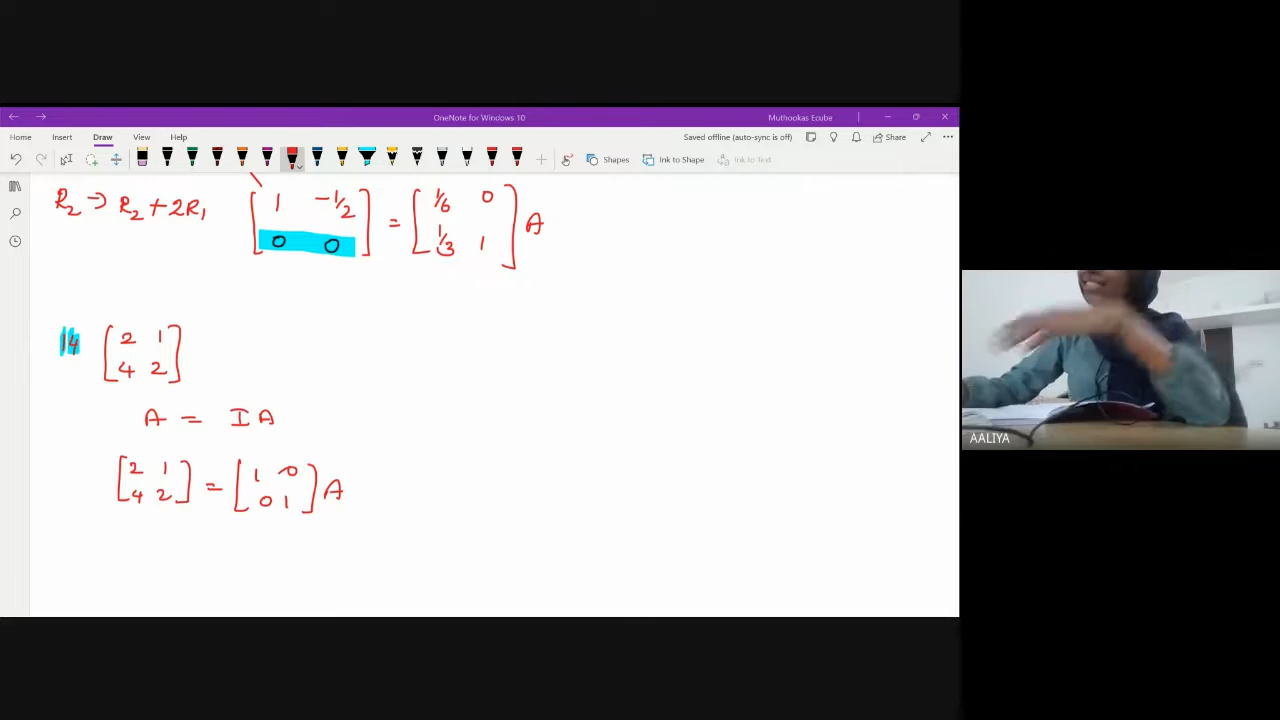 OneNote for Windows 10
Muthookas Ecube
Home Insert Draw View Help
Saved offline (auto-sync is off)
Share
Shapes
Ink to Shape
Ink to Text
R₂ → R₂ + 2R₁ [1 -1/2] = [1/6 0] A
[0 0] [1/3 1]
14 [2 1]
[4 2]
A = IA
[2 1] = [1 0] A
[4 2] [0 1]
AALIYA